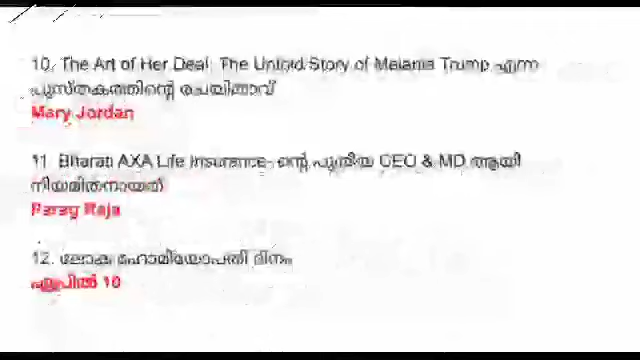 10. The Art of Her Deal: The Untold Story of Melania Trump എന്ന
പുസ്തകത്തിന്റെ രചയിതാവ്
Mary Jordan
11. Bharati AXA Life Insurance- ന്റെ പുതിയ CEO & MD ആയി
നിയമിതനായത്
Parag Raja
12. ലോക ഹോമിയോപതി ദിനം
ഏപ്രിൽ 10